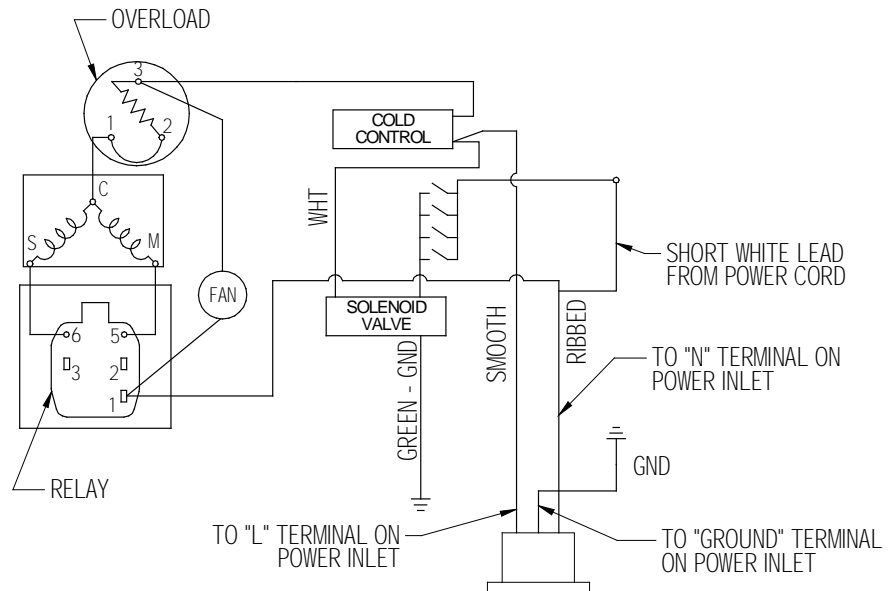 OVERLOAD
3
1
2
COLD
CONTROL
C
S
M
WHT
SHORT WHITE LEAD
FROM POWER CORD
FAN
SOLENOID
VALVE
SMOOTH
RIBBED
6
5
3
2
1
TO "N" TERMINAL ON
POWER INLET
GREEN - GND
GND
RELAY
TO "L" TERMINAL ON
POWER INLET
TO "GROUND" TERMINAL
ON POWER INLET